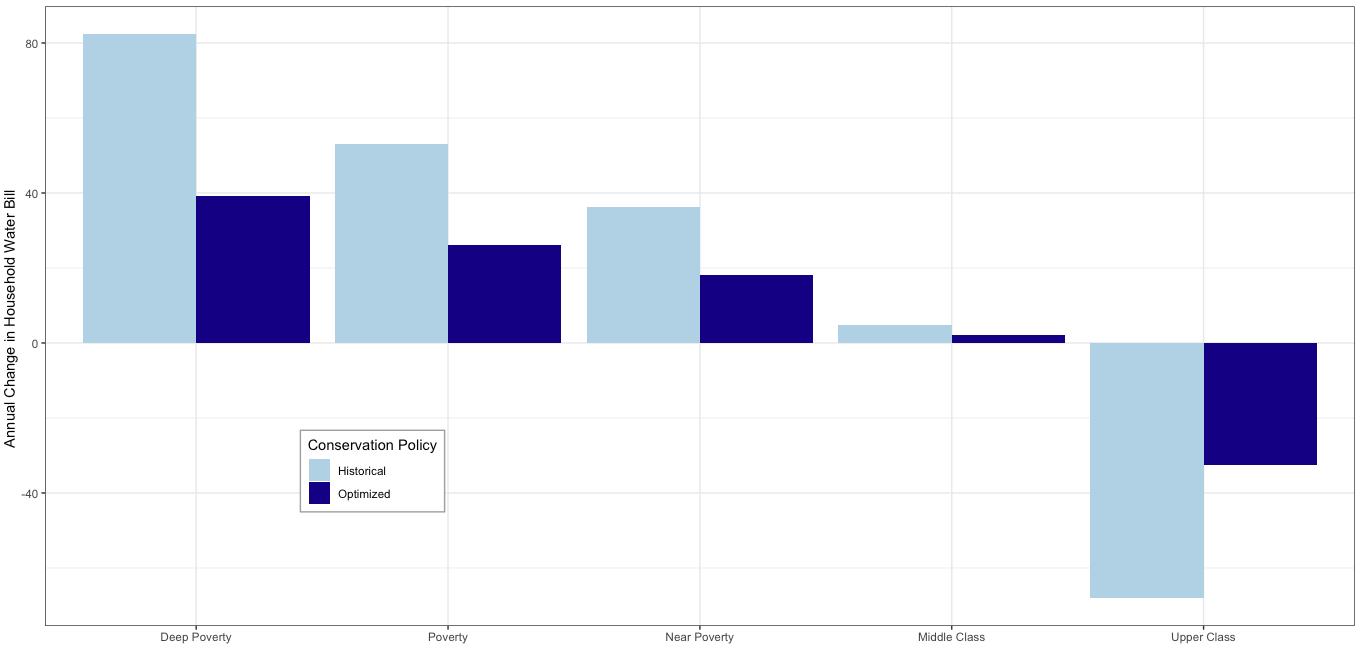 Annual Change in Household Water Bill
80
40
0
-40
Conservation Policy
Historical
Optimized
Deep Poverty
Poverty
Near Poverty
Middle Class
Upper Class